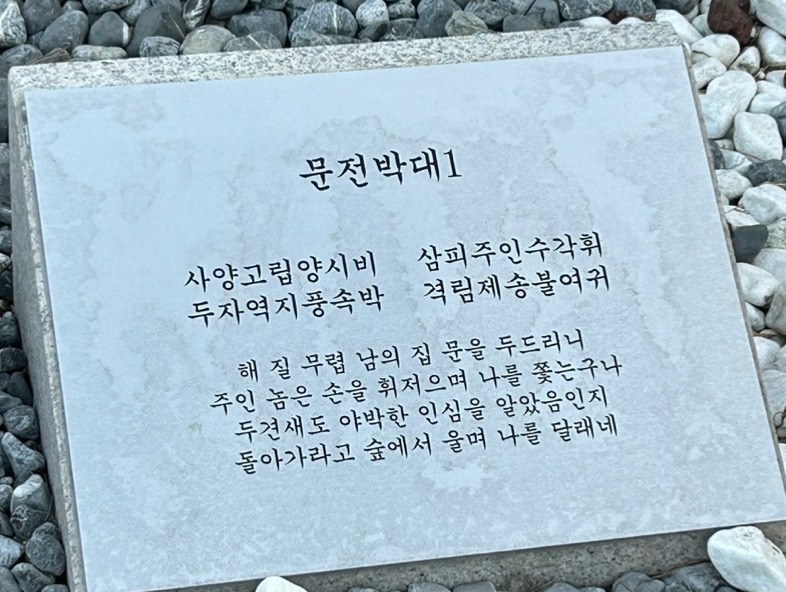 문전박대1
사양고립양시비 삼피주인수각휘
두자역지풍속박 격림제송불여귀
해 질 무렵 남의 집 문을 두드리니
주인 놈은 손을 휘저으며 나를 쫓는구나
두견새도 야박한 인심을 알았음인지
돌아가라고 숲에서 울며 나를 달래네